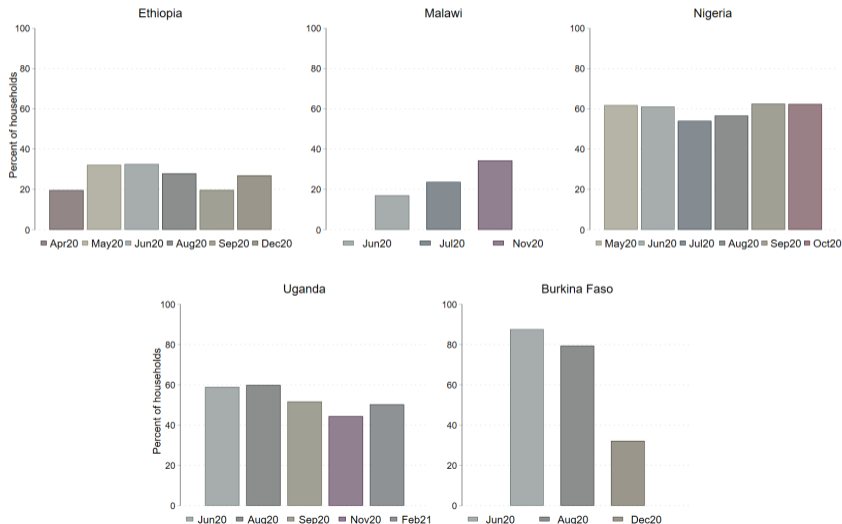 Ethiopia
Malawi
Nigeria
Percent of households
100
80
60
40
20
0
100
80
60
40
20
0
100
80
60
40
20
0
Apr20 May20 Jun20 Aug20 Sep20 Dec20
Jun20 Jul20 Nov20
May20 Jun20 Jul20 Aug20 Sep20 Oct20
Uganda
Burkina Faso
Percent of households
100
80
60
40
20
0
100
80
60
40
20
0
Jun20 Aug20 Sep20 Nov20 Feb21
Jun20 Aug20 Dec20